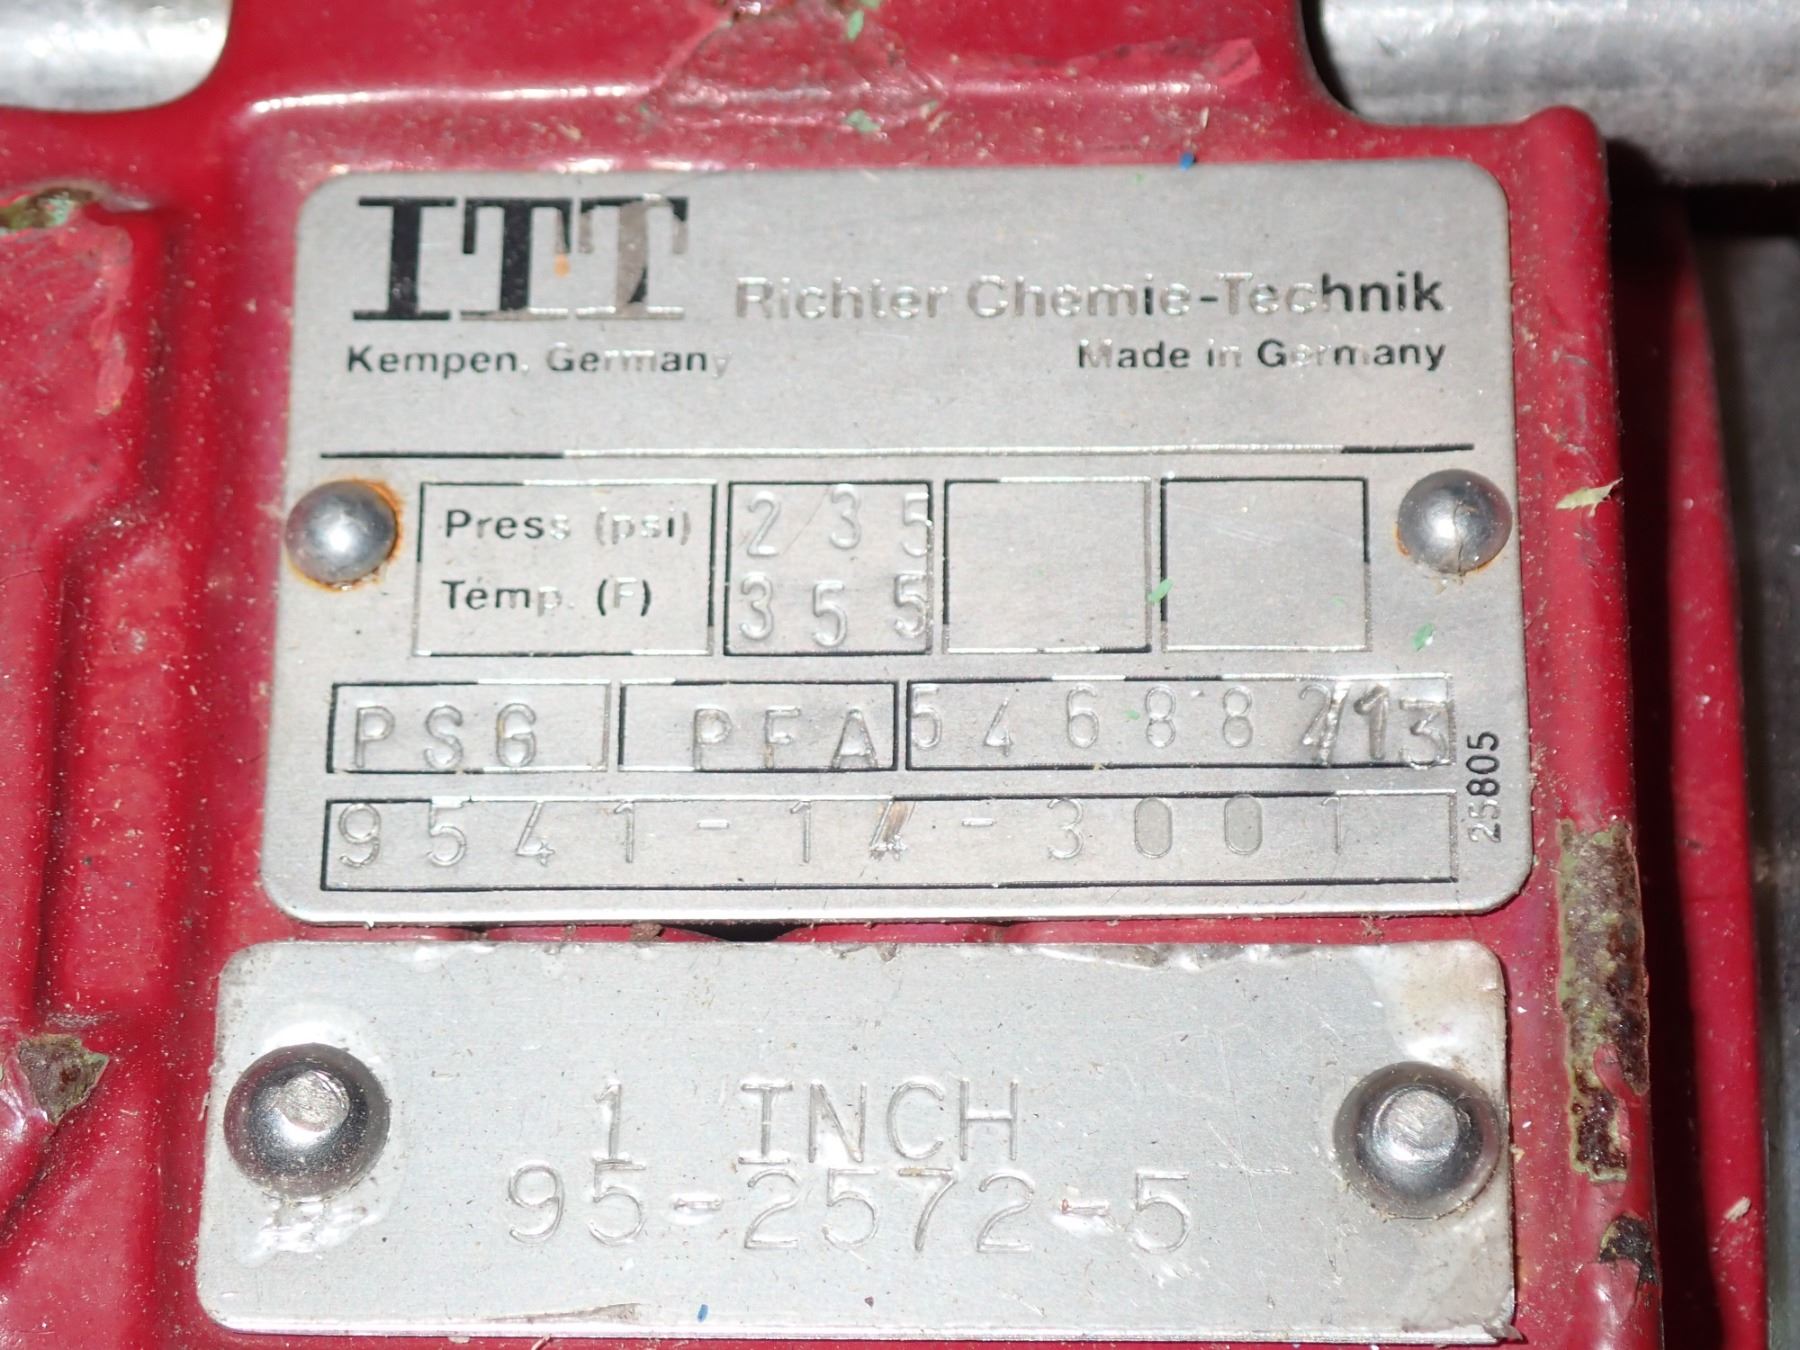 ITT Richter Chemie-Technik
Kempen, Germany Made in Germany
Press (psi) 235
Temp. (F) 355
PSG PFA 546882/13
9541-14-3001
25805
1 INCH
95-2572-5